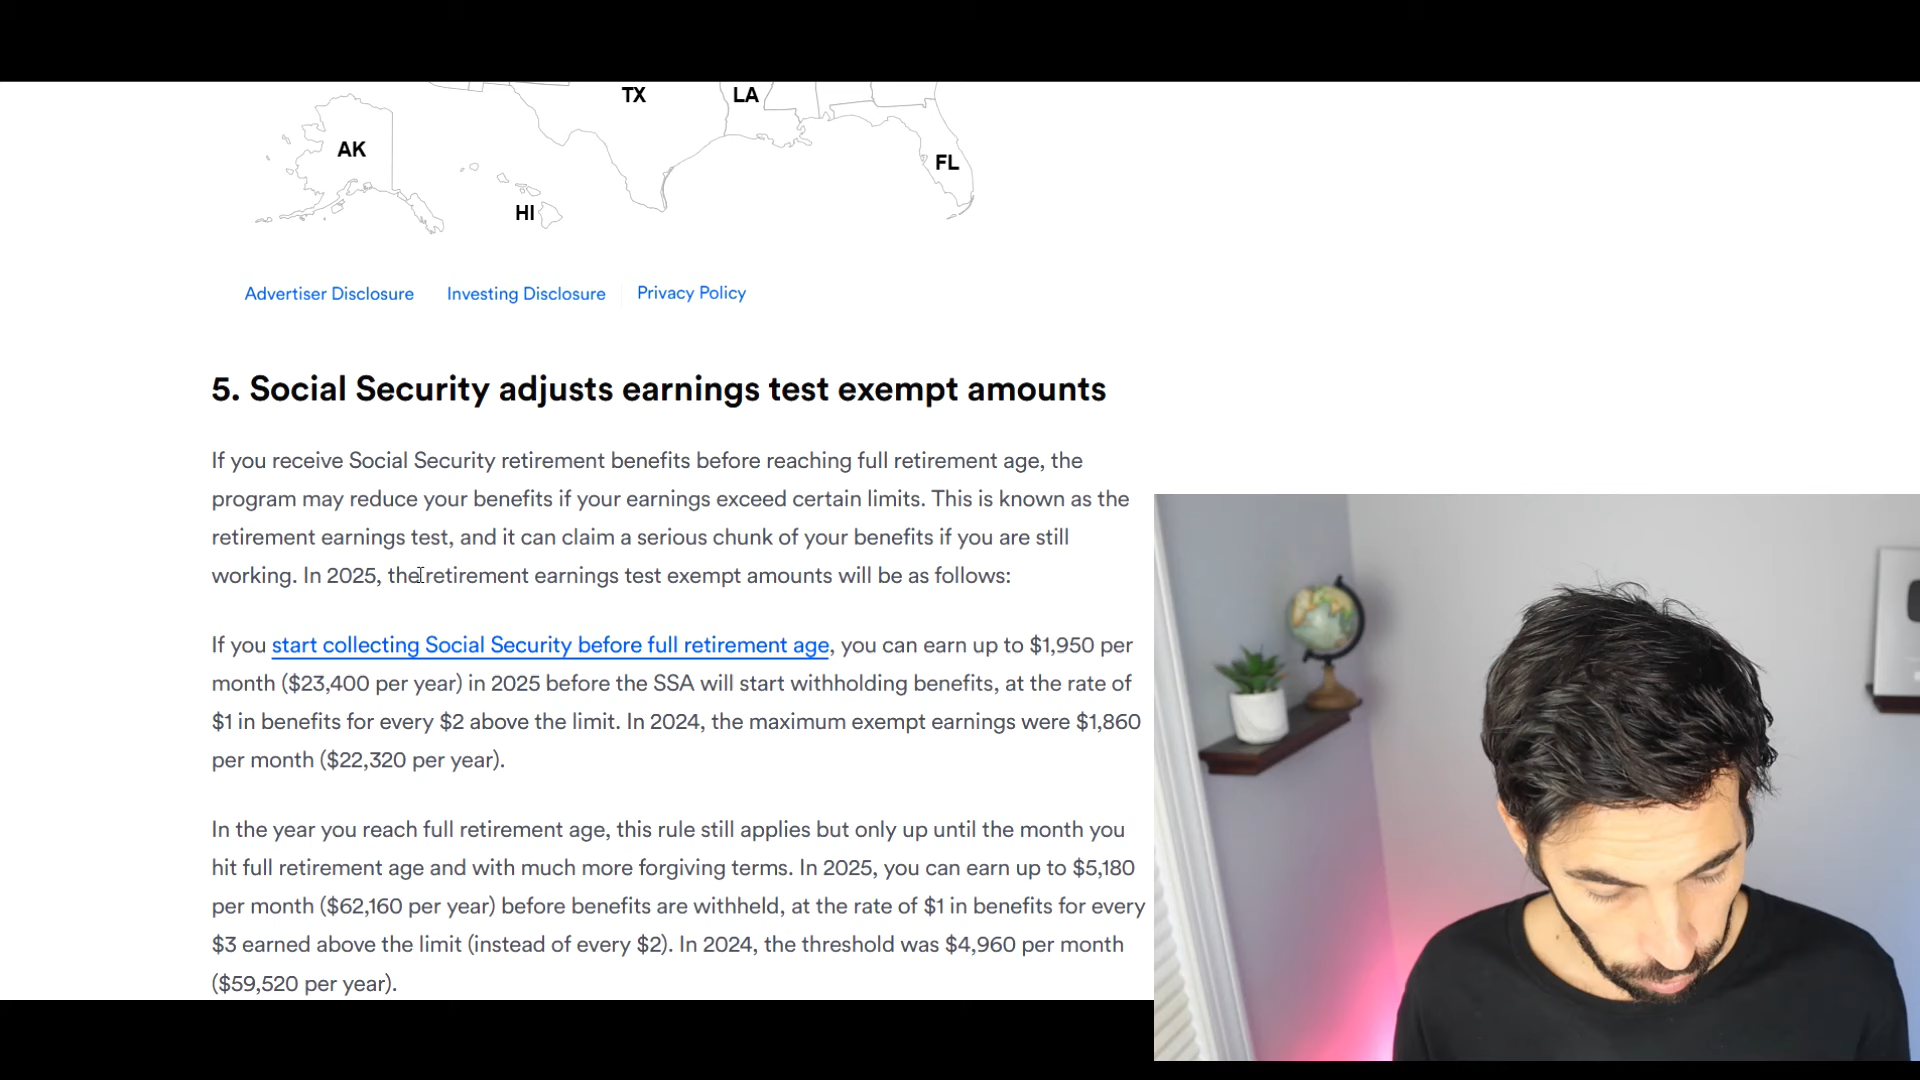 TX
LA
AK
FL
HI
Advertiser Disclosure
Investing Disclosure
Privacy Policy
5. Social Security adjusts earnings test exempt amounts
If you receive Social Security retirement benefits before reaching full retirement age, the
program may reduce your benefits if your earnings exceed certain limits. This is known as the
retirement earnings test, and it can claim a serious chunk of your benefits if you are still
working. In 2025, the retirement earnings test exempt amounts will be as follows:
If you start collecting Social Security before full retirement age, you can earn up to $1,950 per
month ($23,400 per year) in 2025 before the SSA will start withholding benefits, at the rate of
$1 in benefits for every $2 above the limit. In 2024, the maximum exempt earnings were $1,860
per month ($22,320 per year).
In the year you reach full retirement age, this rule still applies but only up until the month you
hit full retirement age and with much more forgiving terms. In 2025, you can earn up to $5,180
per month ($62,160 per year) before benefits are withheld, at the rate of $1 in benefits for every
$3 earned above the limit (instead of every $2). In 2024, the threshold was $4,960 per month
($59,520 per year).